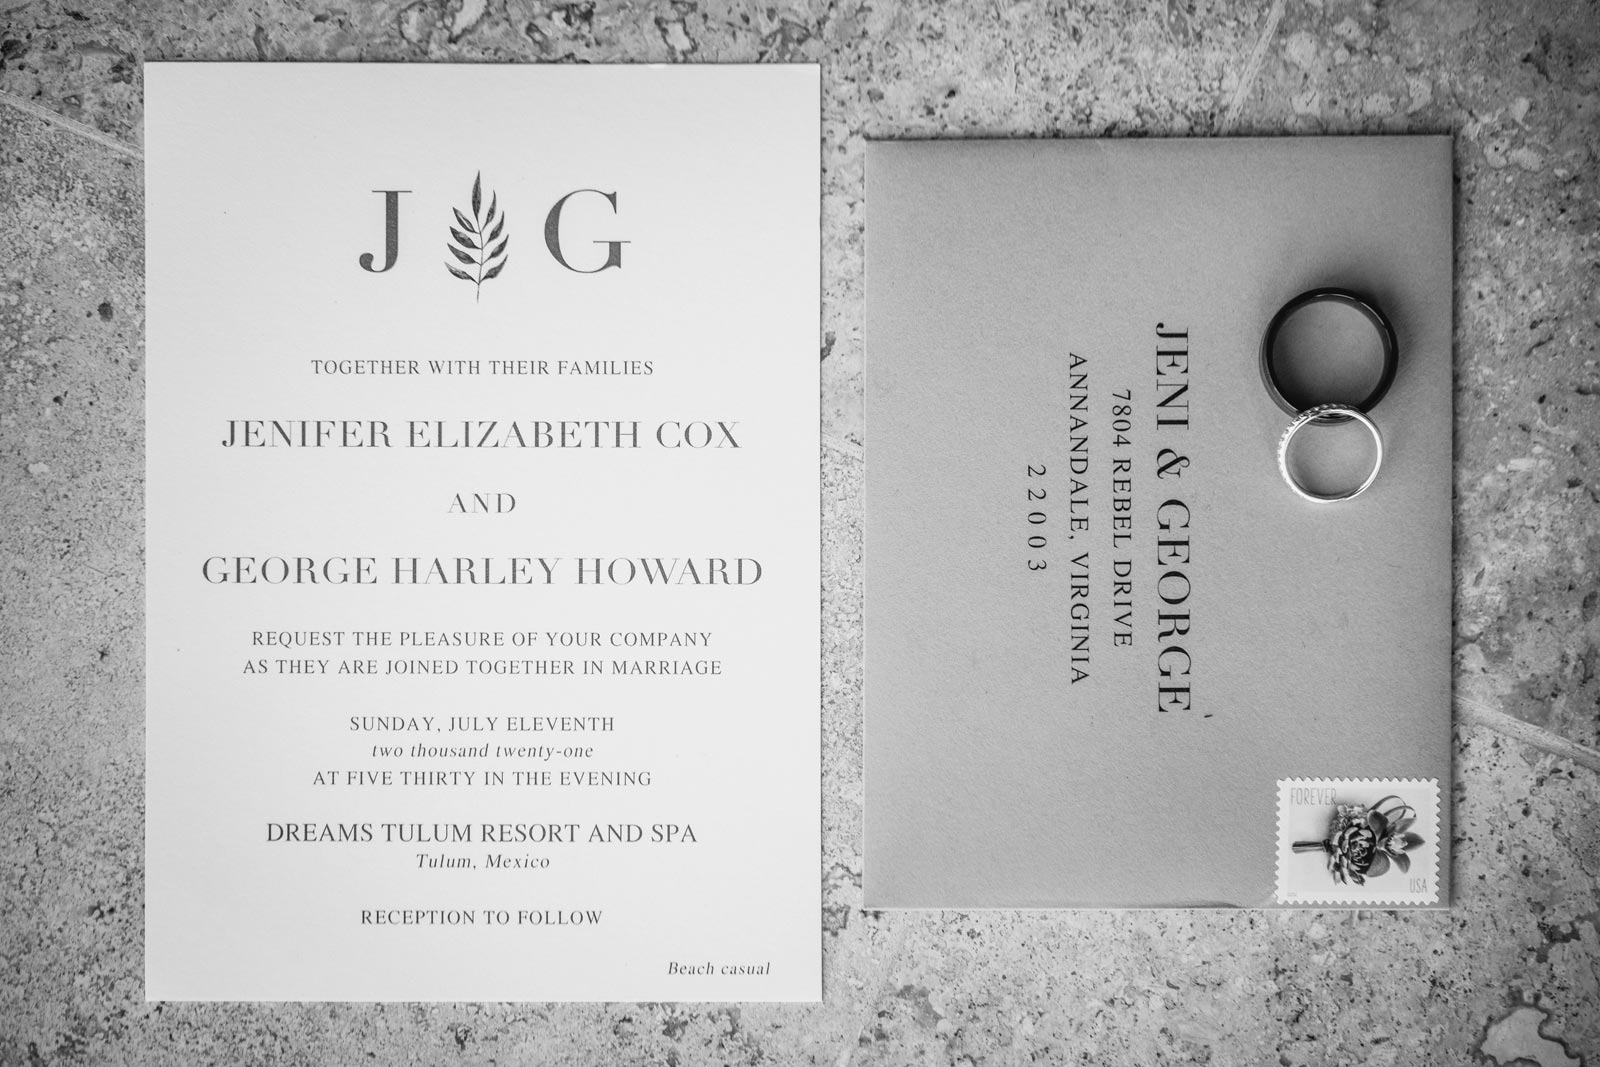 J G
TOGETHER WITH THEIR FAMILIES
JENIFER ELIZABETH COX
AND
GEORGE HARLEY HOWARD
REQUEST THE PLEASURE OF YOUR COMPANY
AS THEY ARE JOINED TOGETHER IN MARRIAGE
SUNDAY, JULY ELEVENTH
two thousand twenty-one
AT FIVE THIRTY IN THE EVENING
DREAMS TULUM RESORT AND SPA
Tulum, Mexico
RECEPTION TO FOLLOW
Beach casual
JENI & GEORGE
7804 REBEL DRIVE
ANNANDALE, VIRGINIA
22003
FOREVER
USA